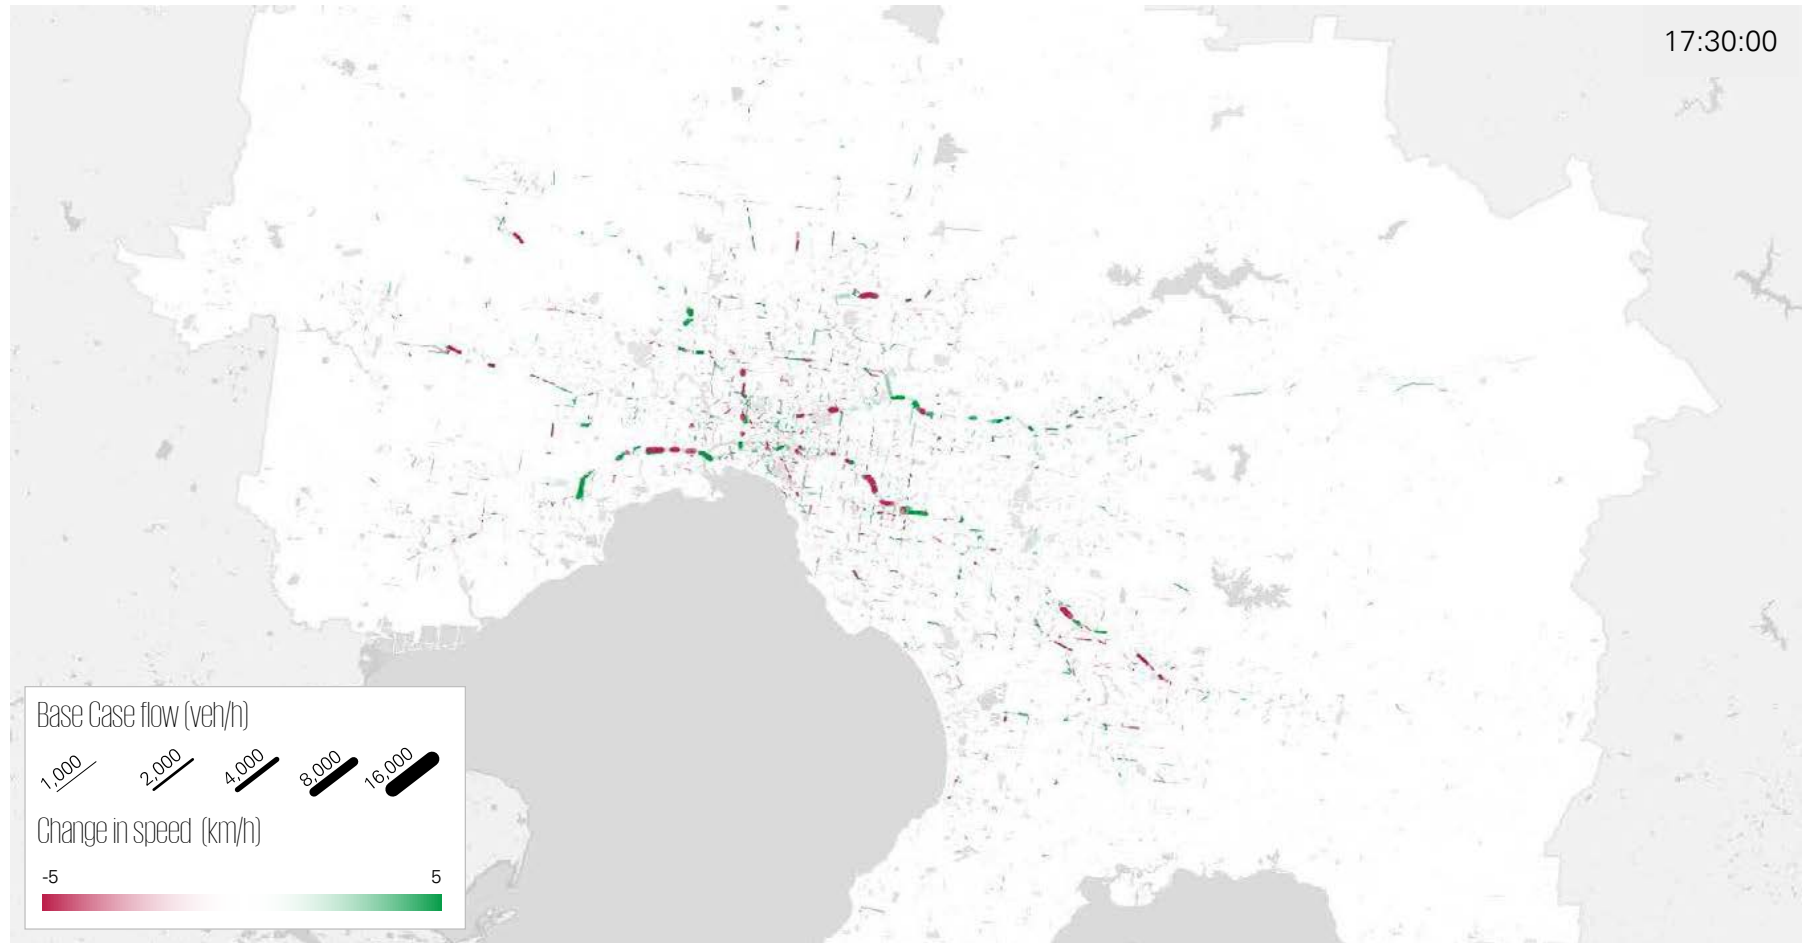 17:30:00
Base Case flow (veh/h)
1,000 2,000 4,000 8,000 16,000
Change in speed (km/h)
-5 5